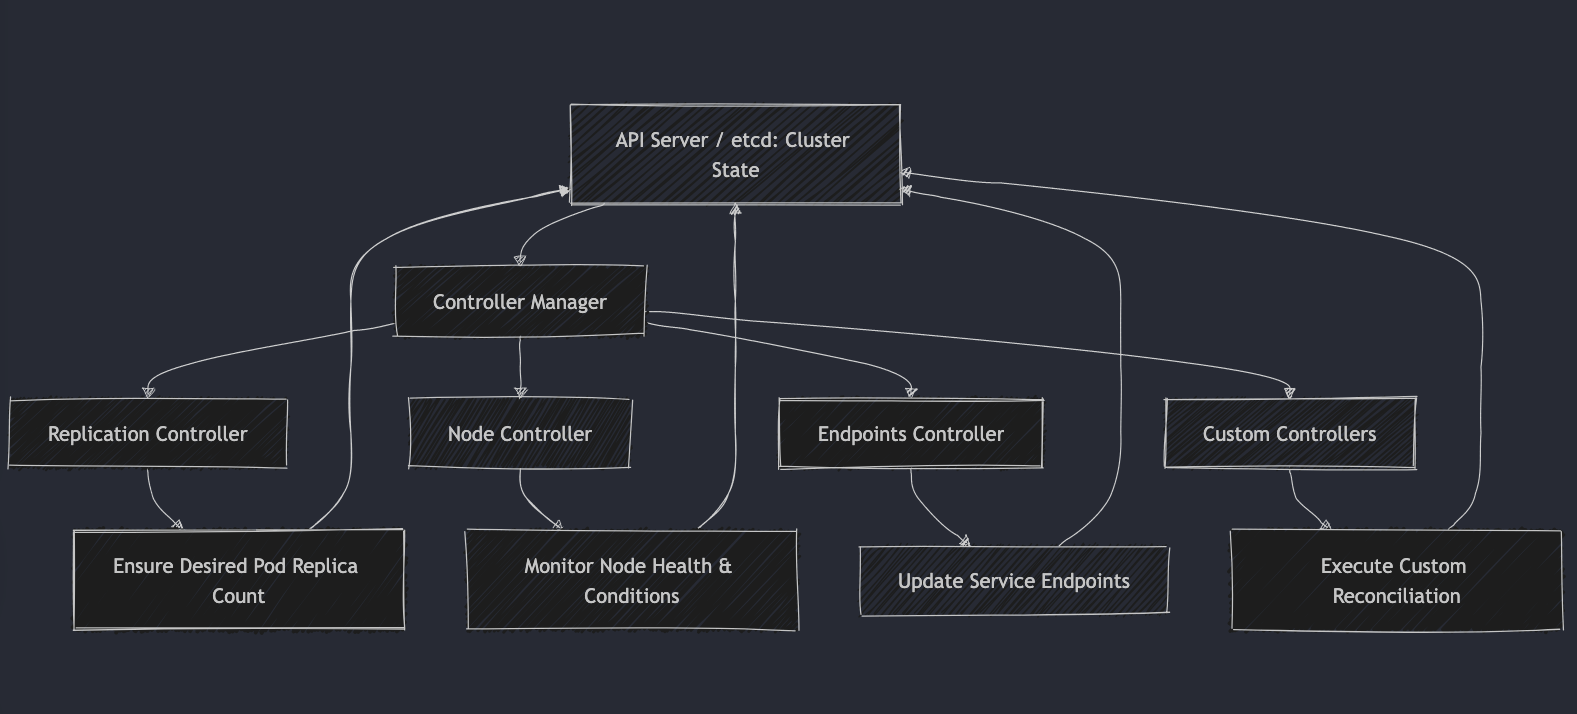 API Server / etcd: Cluster
State
Controller Manager
Replication Controller
Node Controller
Endpoints Controller
Custom Controllers
Ensure Desired Pod Replica
Count
Monitor Node Health &
Conditions
Update Service Endpoints
Execute Custom
Reconciliation